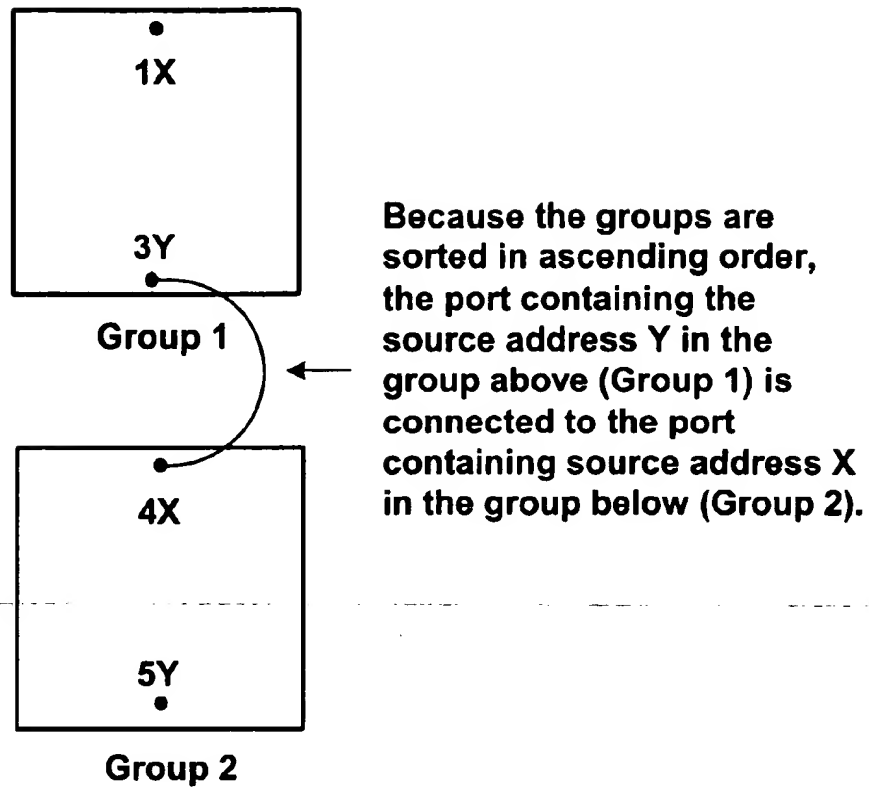 1X
3Y
Group 1
Because the groups are
sorted in ascending order,
the port containing the
source address Y in the
group above (Group 1) is
connected to the port
containing source address X
in the group below (Group 2).
4X
5Y
Group 2